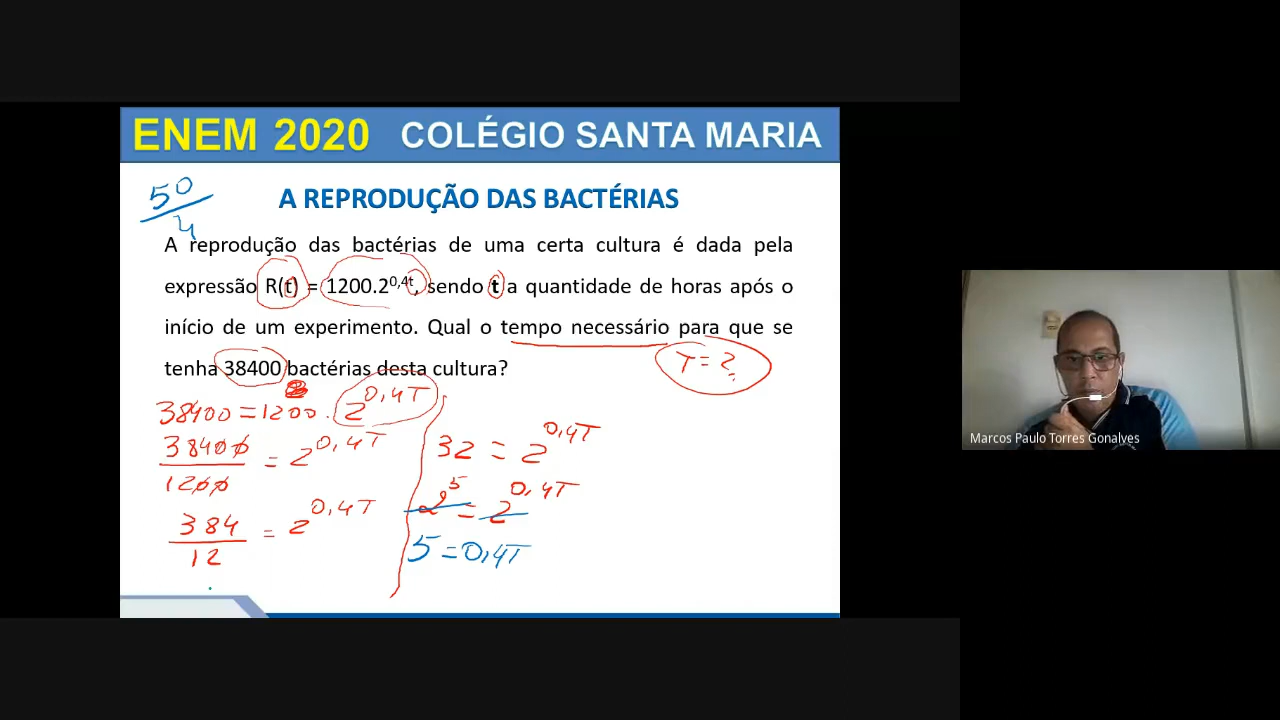 ENEM 2020 COLÉGIO SANTA MARIA
50
4
A REPRODUÇÃO DAS BACTÉRIAS
A reprodução das bactérias de uma certa cultura é dada pela
expressão R(t) = 1200.2^0,4t, sendo t a quantidade de horas após o
início de um experimento. Qual o tempo necessário para que se
tenha 38400 bactérias desta cultura?
T = ?
38400 = 1200 . 2^0,4T
38400
1200
= 2^0,4T
384
12
= 2^0,4T
32 = 2^0,4T
2^5 = 2^0,4T
5 = 0,4T
Marcos Paulo Torres Gonalves